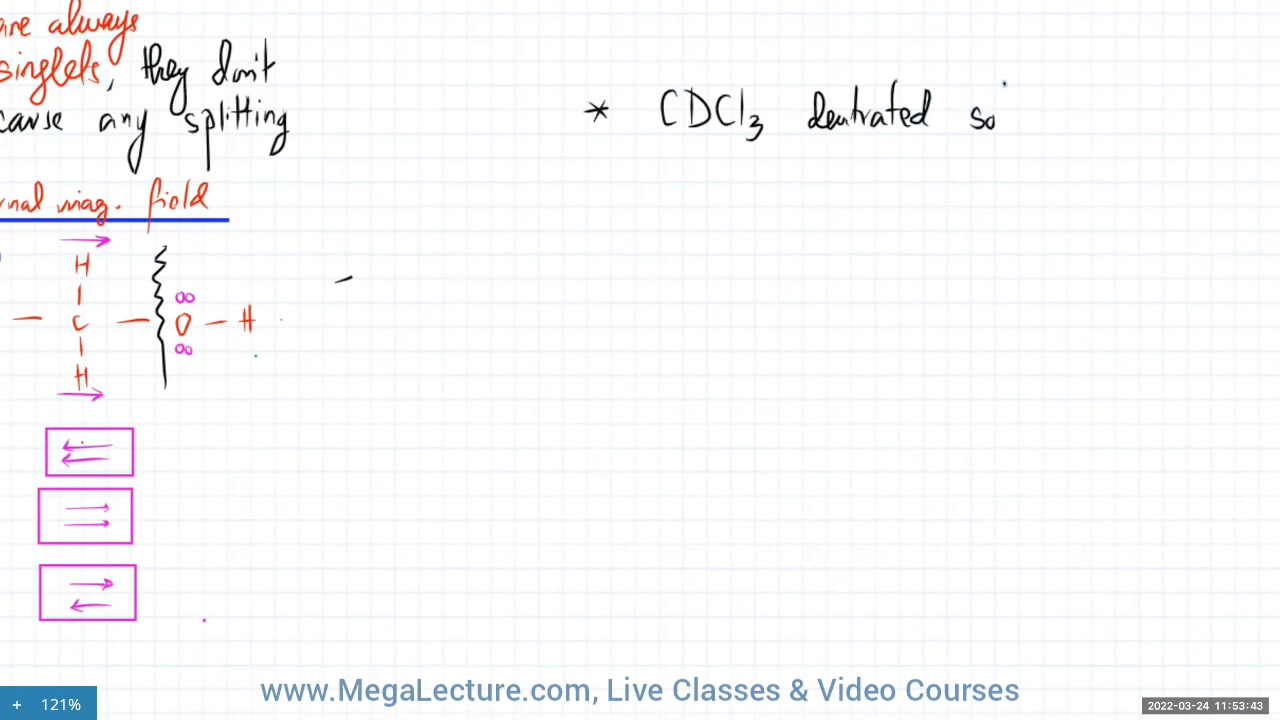 are always
singlets, they don't
cause any splitting
* CDCl3 deutrated so
rnal mag. field
H
C O - H
H
www.MegaLecture.com, Live Classes & Video Courses
+ 121%
2022-03-24 11:53:43